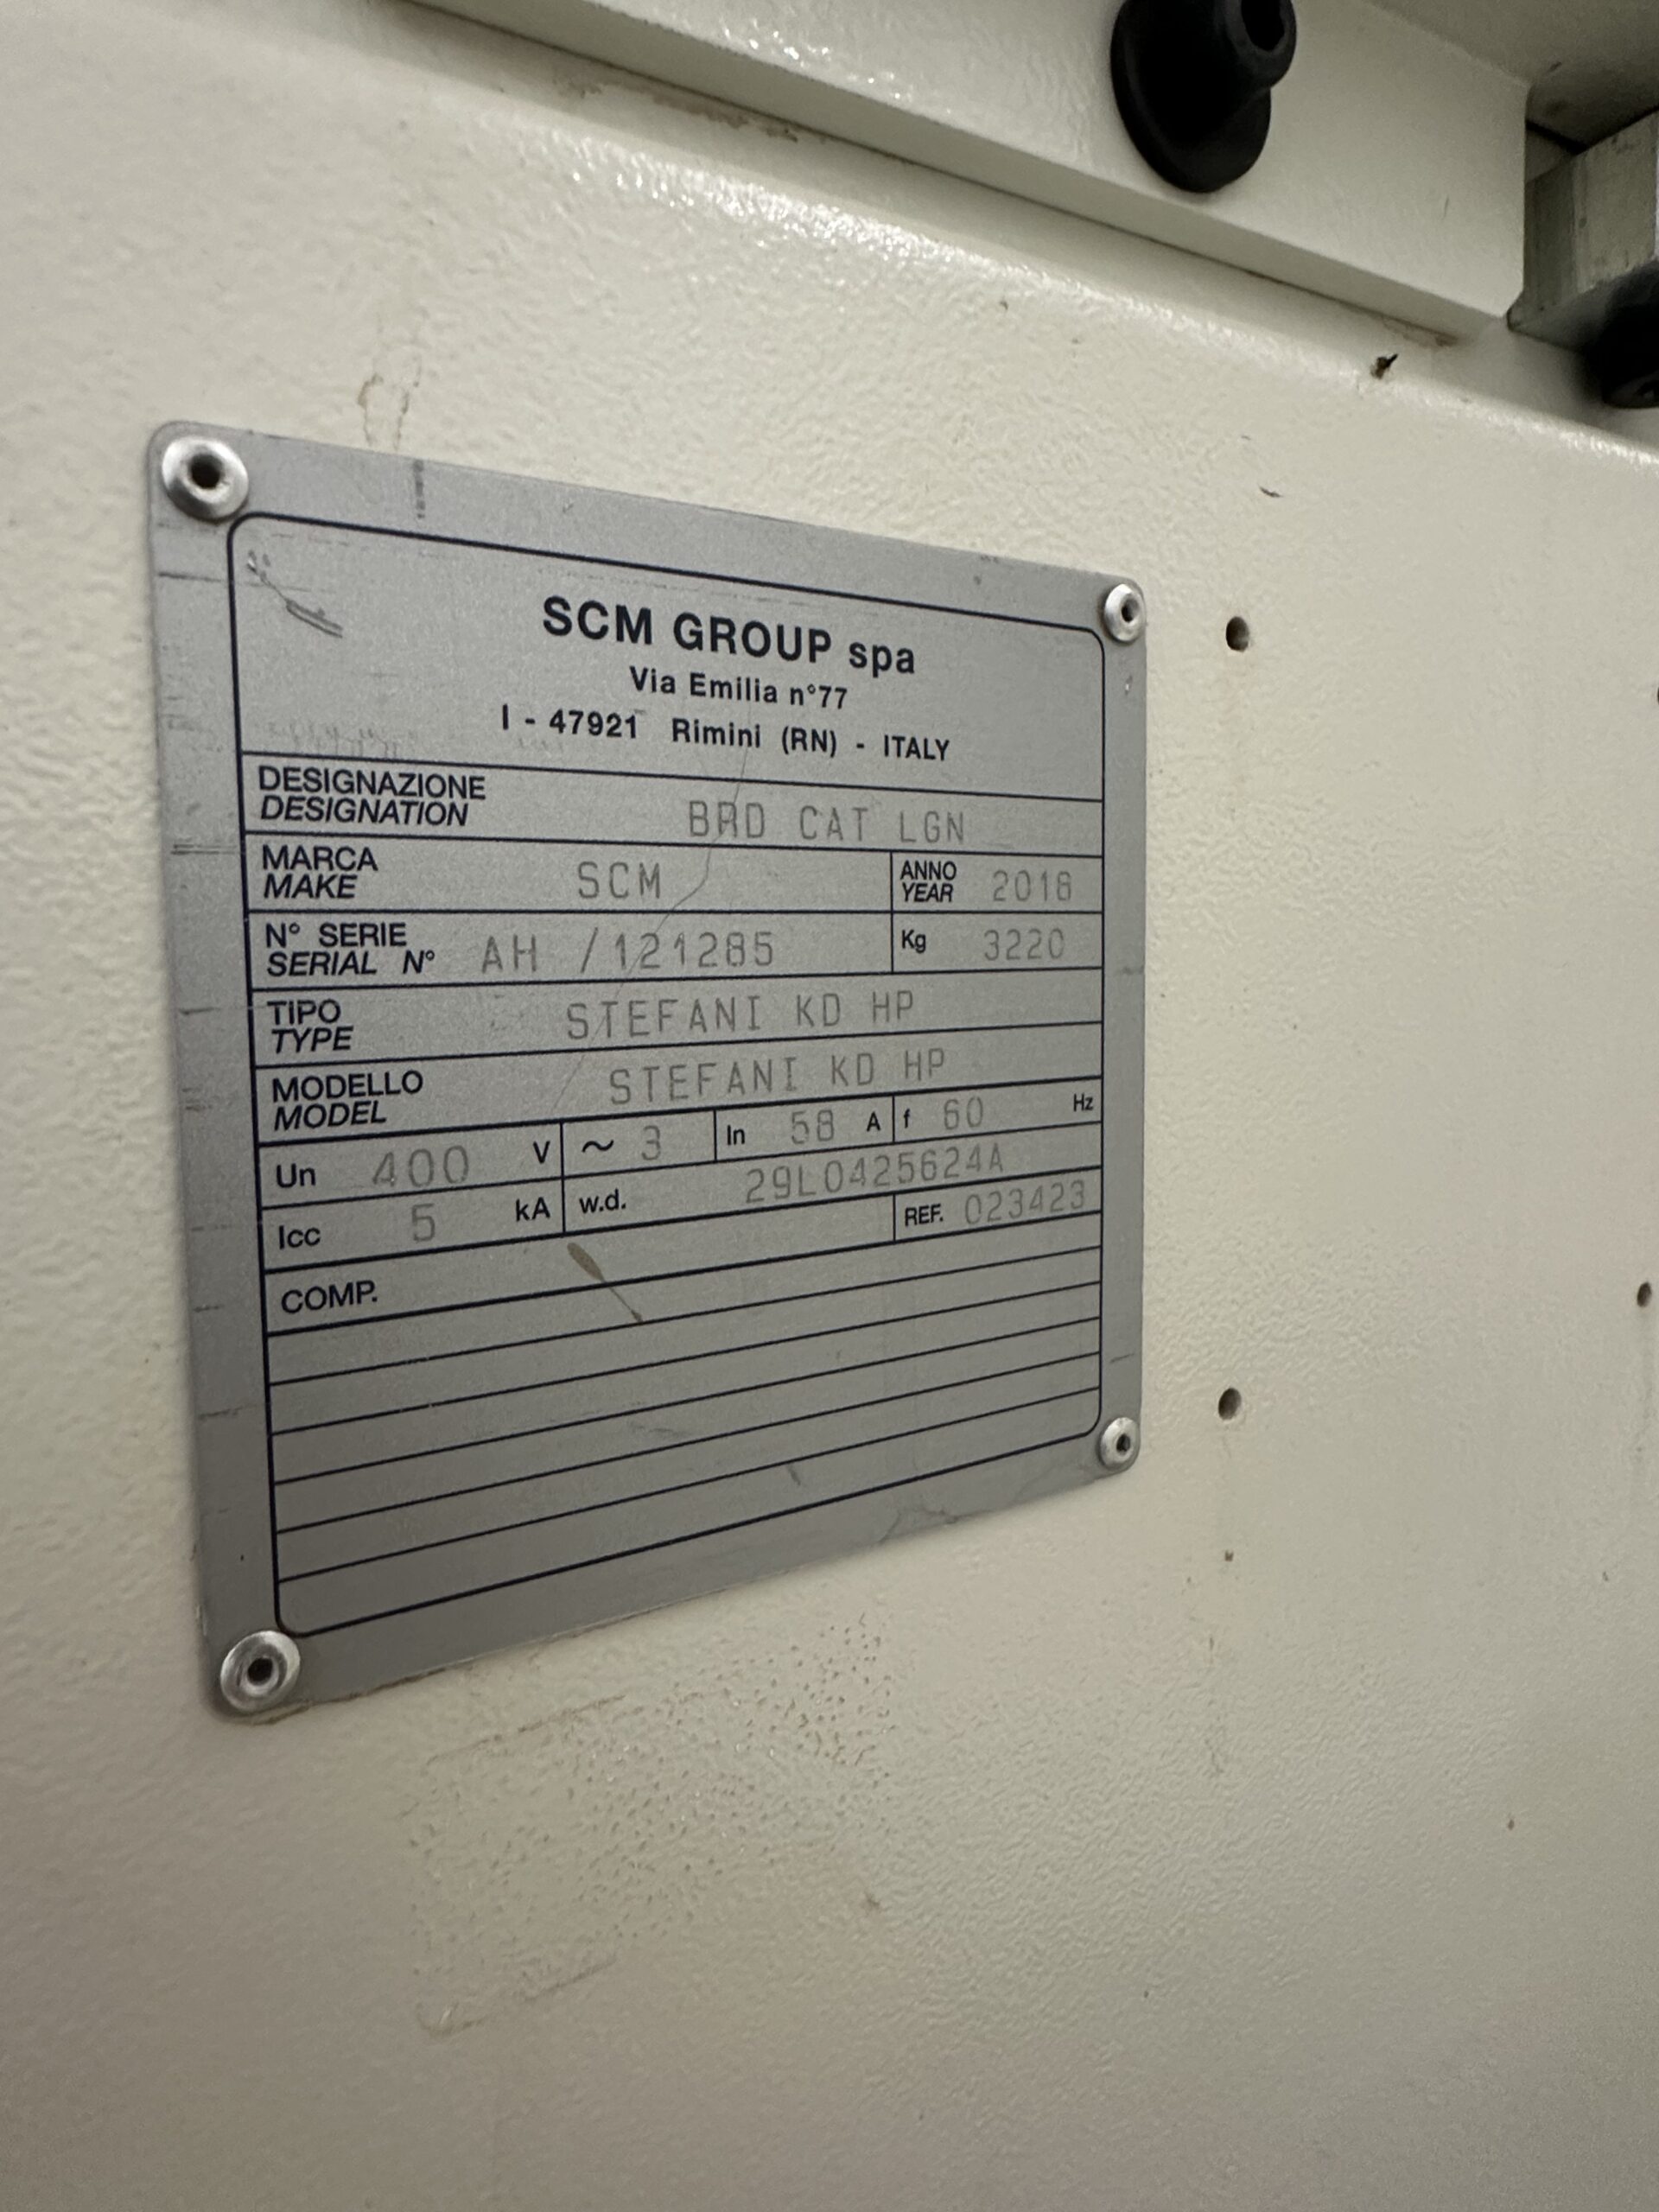 SCM GROUP spa
Via Emilia n°77
I - 47921 Rimini (RN) - ITALY
DESIGNAZIONE
DESIGNATION BRD CAT LGN
MARCA
MAKE SCM
ANNO
YEAR 2016
N° SERIE
SERIAL N° AH /121285
Kg 3220
TIPO
TYPE STEFANI KD HP
MODELLO
MODEL STEFANI KD HP
Un 400 V ~ 3 In 58 A f 60 Hz
Icc 5 kA w.d. 29L0425624A
COMP. REF. 023423